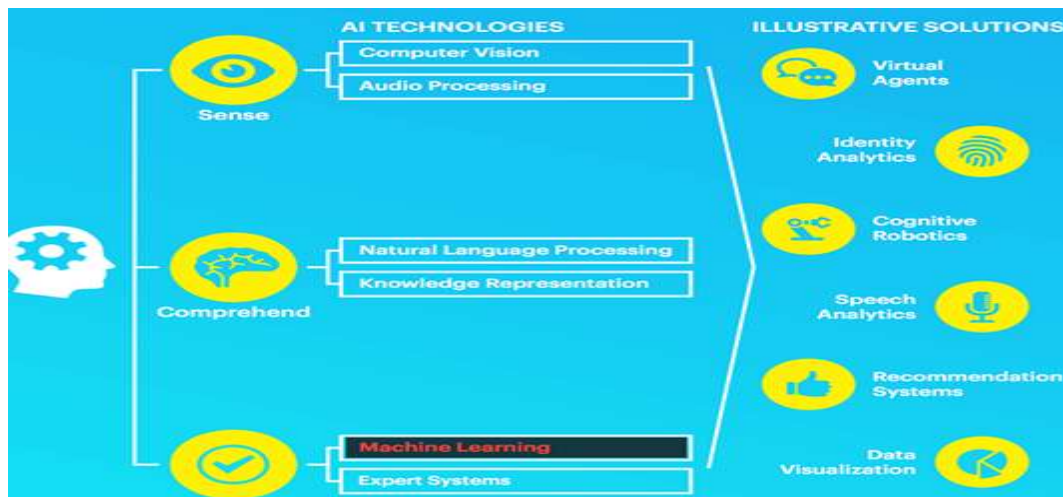 AI TECHNOLOGIES
Computer Vision
Audio Processing
Sense
Natural Language Processing
Knowledge Representation
Comprehend
Machine Learning
Expert Systems
ILLUSTRATIVE SOLUTIONS
Virtual
Agents
Identity
Analytics
Cognitive
Robotics
Speech
Analytics
Recommendation
Systems
Data
Visualization